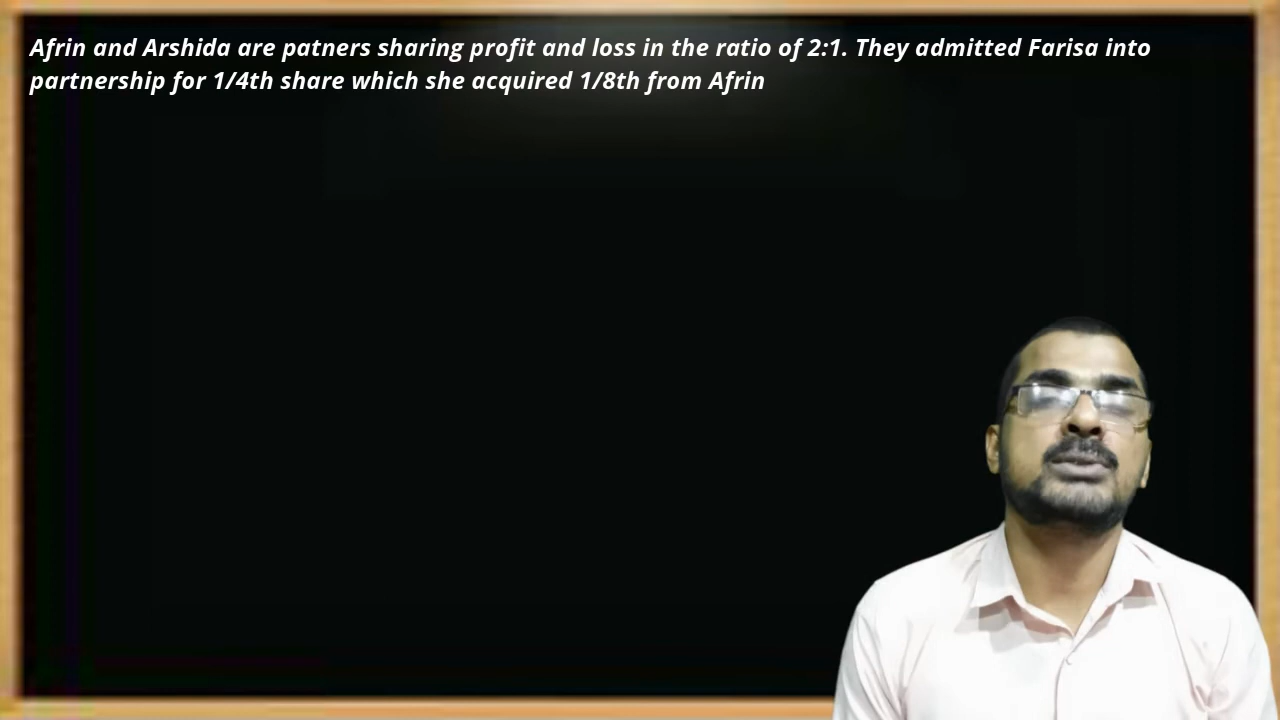 Afrin and Arshida are patners sharing profit and loss in the ratio of 2:1. They admitted Farisa into
partnership for 1/4th share which she acquired 1/8th from Afrin